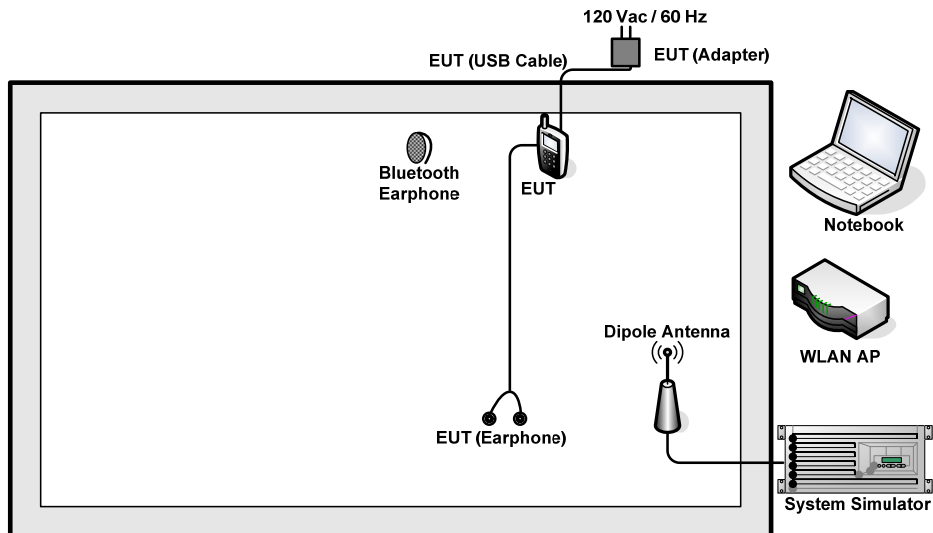 120 Vac / 60 Hz
EUT (USB Cable)
EUT (Adapter)
Bluetooth
Earphone
EUT
Notebook
Dipole Antenna
WLAN AP
EUT (Earphone)
System Simulator